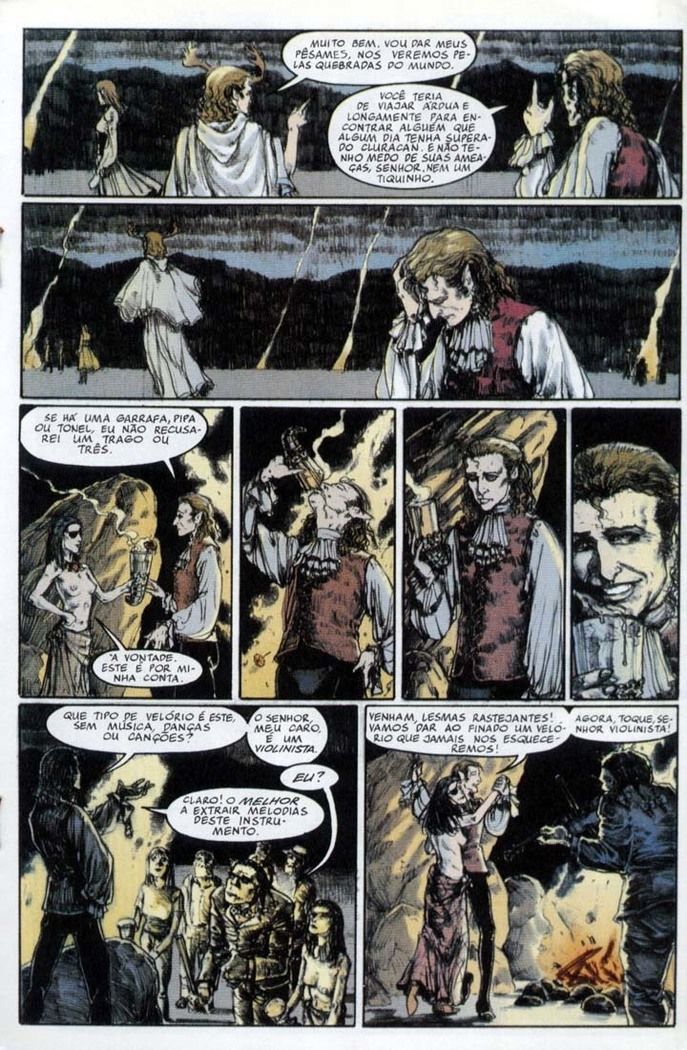 MUITO BEM. VOU DAR MEUS
PÊSAMES, NOS VEREMOS PE-
LAS QUEBRADAS DO MUNDO.
VOCÊ TERIA
DE VIAJAR ÁRDUA E
LONGAMENTE PARA EN-
CONTRAR ALGUÉM QUE
ALGUM DIA TENHA SUPERA-
DO CLURACAN. E NÃO TE-
NHO MEDO DE SUAS AMEA-
ÇAS, SENHOR. NEM UM
TIQUINHO.
SE HÁ UMA GARRAFA, PIPA
OU TONEL, EU NÃO RECUSA-
REI UM TRAGO OU
TRÊS.
'A VONTADE.
ESTE É POR MI-
NHA CONTA.
QUE TIPO DE VELÓRIO É ESTE,
SEM MÚSICA, DANÇAS
OU CANÇÕES?
O SENHOR,
MEU CARO,
É UM
VIOLINISTA.
EU?
CLARO! O MELHOR
A EXTRAIR MELODIAS
DESTE INSTRU-
MENTO.
VENHAM, LESMAS RASTEJANTES!
VAMOS DAR AO FINADO UM VELÓ-
RIO QUE JAMAIS NOS ESQUECE-
REMOS!
AGORA, TOQUE, SE-
NHOR VIOLINISTA!